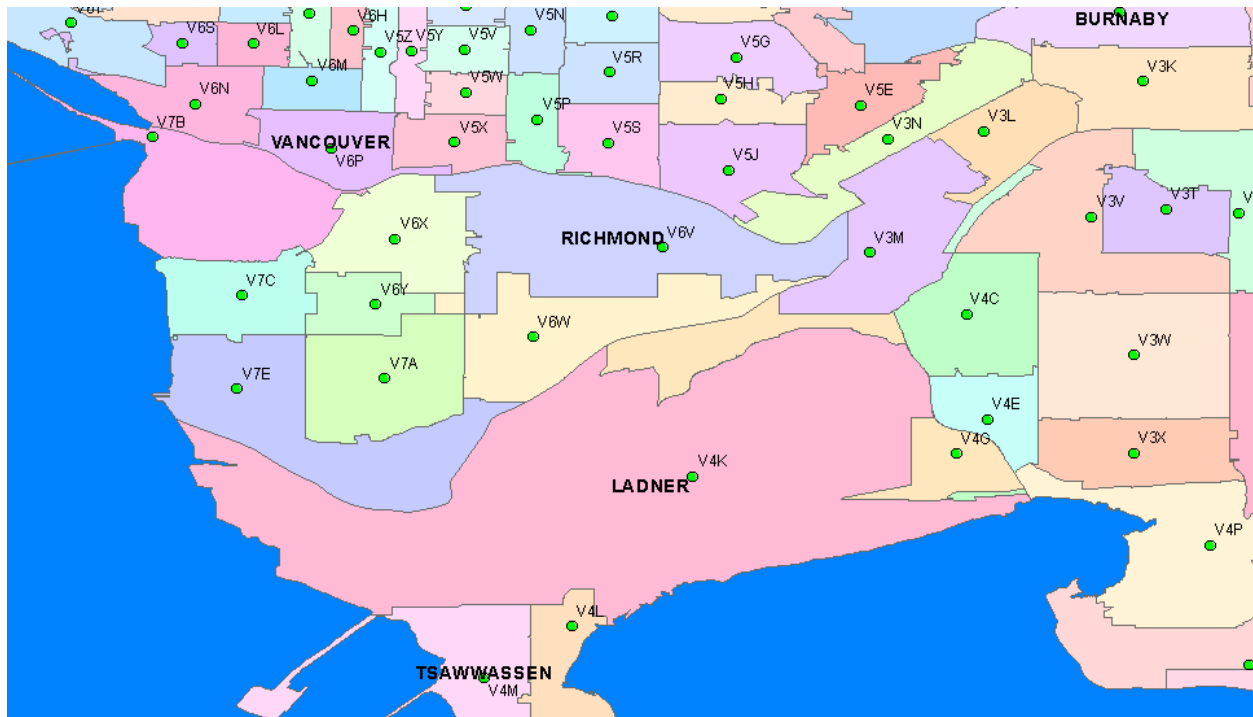 V6H
V5N
BURNABY
V6S
V6L
V5Z
V5Y
V5V
V5G
V5R
V6M
V5W
V5H
V3K
V6N
V5P
V5E
V7B
V5X
V5S
V3N
V3L
VANCOUVER
V6P
V5J
V6X
V3V
V3T
RICHMOND
V6V
V3M
V7C
V6Y
V4C
V6W
V3W
V7A
V7E
V4E
V4G
V3X
V4K
LADNER
V4P
V4L
TSAWWASSEN
V4M